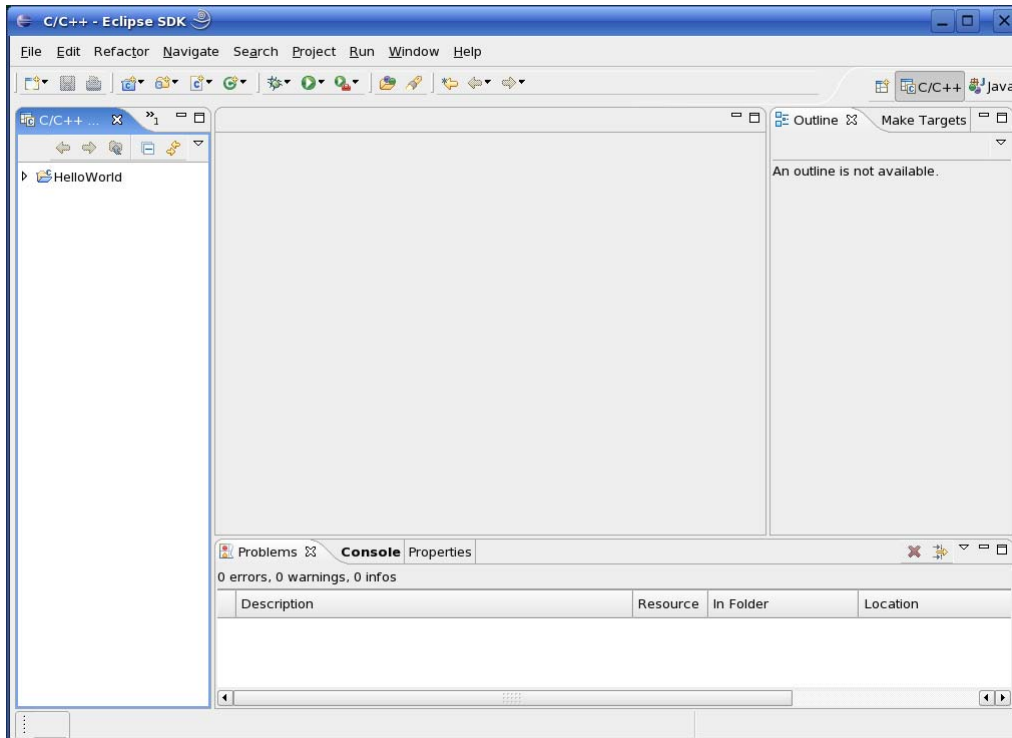 C/C++ - Eclipse SDK
File Edit Refactor Navigate Search Project Run Window Help
C/C++ Java
C/C++ ... »1
Outline Make Targets
HelloWorld
An outline is not available.
Problems Console Properties
0 errors, 0 warnings, 0 infos
Description Resource In Folder Location